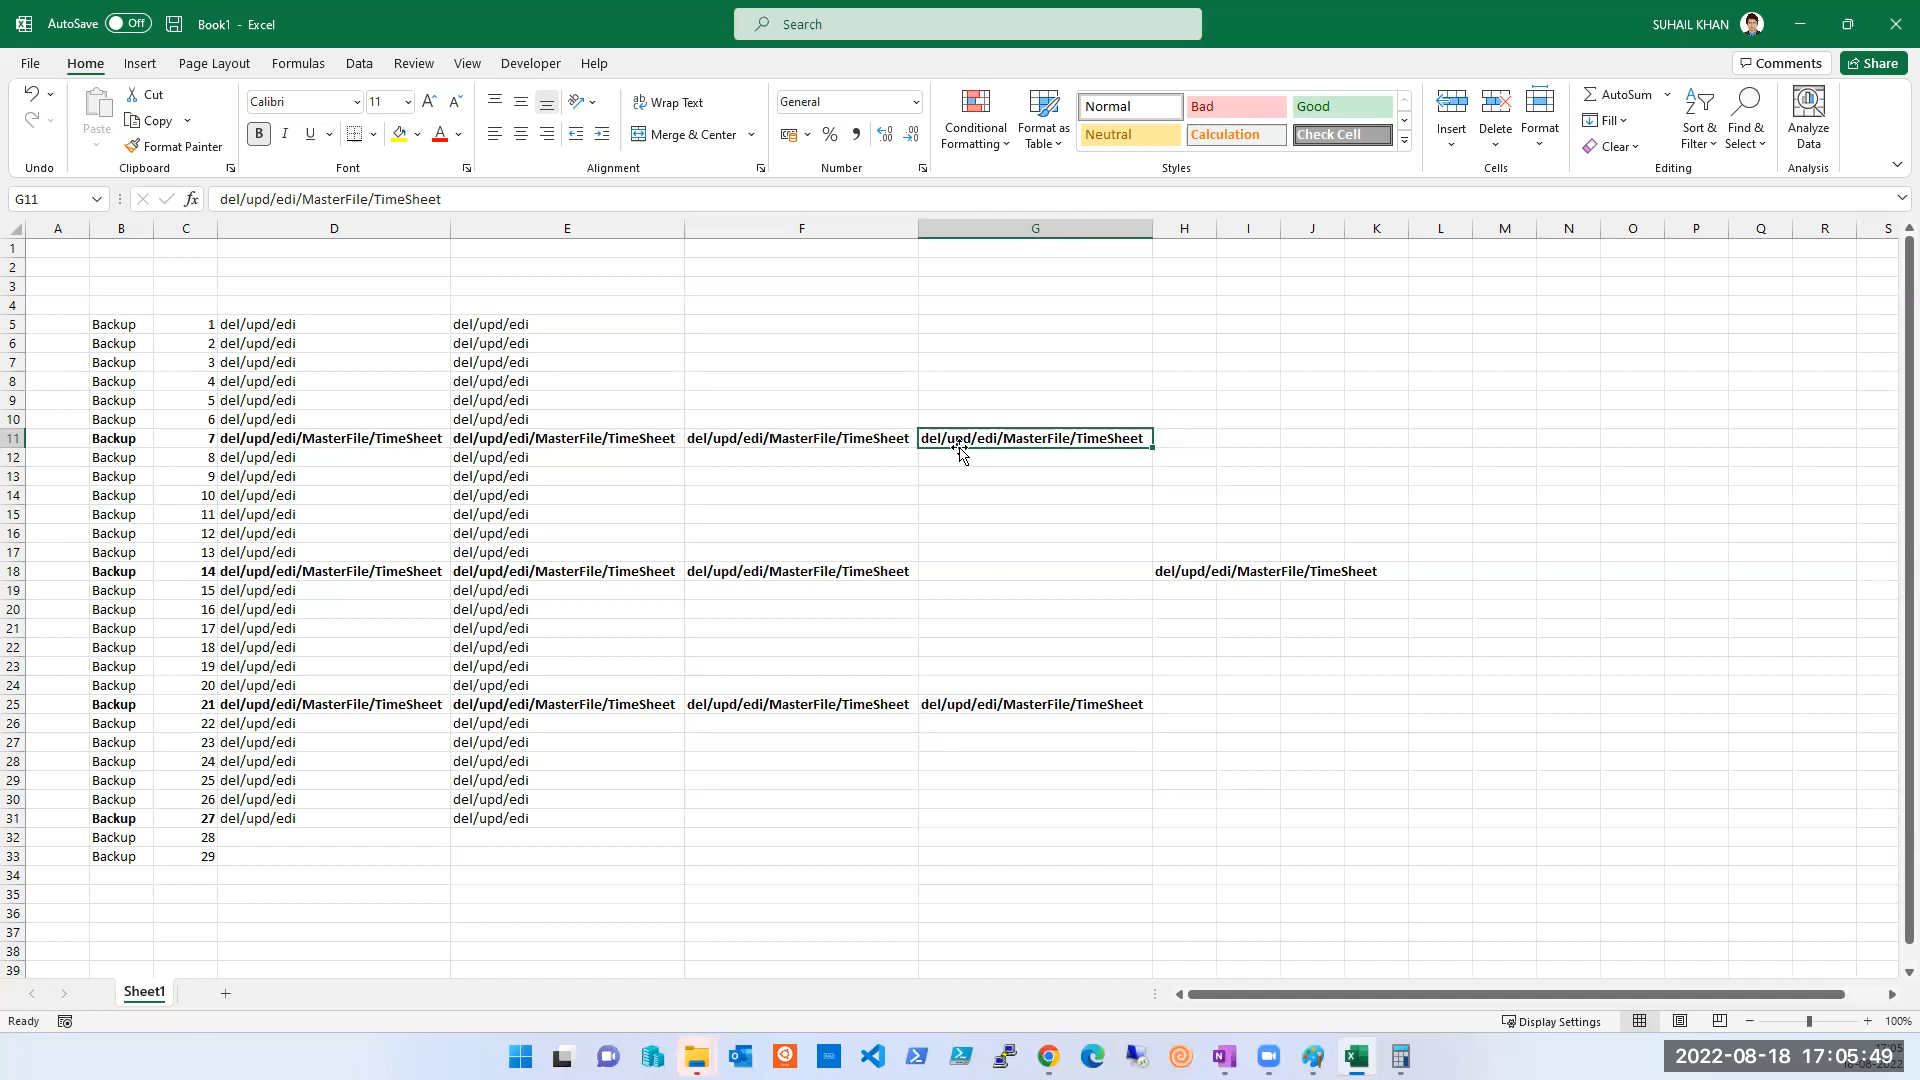 AutoSave Off Book1 - Excel Search SUHAIL KHAN
File Home Insert Page Layout Formulas Data Review View Developer Help Comments Share
Cut Calibri 11 Wrap Text General Normal Bad Good AutoSum
Paste Copy Merge & Center Conditional Formatting Format as Table Neutral Calculation Check Cell Insert Delete Format Fill Sort & Filter Find & Select Analyze Data
Format Painter Clear
Undo Clipboard Font Alignment Number Styles Cells Editing Analysis
G11 fx del/upd/edi/MasterFile/TimeSheet
A B C D E F G H I J K L M N O P Q R S
1
2
3
4
5 Backup 1 del/upd/edi del/upd/edi
6 Backup 2 del/upd/edi del/upd/edi
7 Backup 3 del/upd/edi del/upd/edi
8 Backup 4 del/upd/edi del/upd/edi
9 Backup 5 del/upd/edi del/upd/edi
10 Backup 6 del/upd/edi del/upd/edi
11 Backup 7 del/upd/edi/MasterFile/TimeSheet del/upd/edi/MasterFile/TimeSheet del/upd/edi/MasterFile/TimeSheet del/upd/edi/MasterFile/TimeSheet
12 Backup 8 del/upd/edi del/upd/edi
13 Backup 9 del/upd/edi del/upd/edi
14 Backup 10 del/upd/edi del/upd/edi
15 Backup 11 del/upd/edi del/upd/edi
16 Backup 12 del/upd/edi del/upd/edi
17 Backup 13 del/upd/edi del/upd/edi
18 Backup 14 del/upd/edi/MasterFile/TimeSheet del/upd/edi/MasterFile/TimeSheet del/upd/edi/MasterFile/TimeSheet del/upd/edi/MasterFile/TimeSheet
19 Backup 15 del/upd/edi del/upd/edi
20 Backup 16 del/upd/edi del/upd/edi
21 Backup 17 del/upd/edi del/upd/edi
22 Backup 18 del/upd/edi del/upd/edi
23 Backup 19 del/upd/edi del/upd/edi
24 Backup 20 del/upd/edi del/upd/edi
25 Backup 21 del/upd/edi/MasterFile/TimeSheet del/upd/edi/MasterFile/TimeSheet del/upd/edi/MasterFile/TimeSheet del/upd/edi/MasterFile/TimeSheet
26 Backup 22 del/upd/edi del/upd/edi
27 Backup 23 del/upd/edi del/upd/edi
28 Backup 24 del/upd/edi del/upd/edi
29 Backup 25 del/upd/edi del/upd/edi
30 Backup 26 del/upd/edi del/upd/edi
31 Backup 27 del/upd/edi del/upd/edi
32 Backup 28
33 Backup 29
34
35
36
37
38
39
Sheet1
Ready Display Settings 100%
2022-08-18 17:05:49